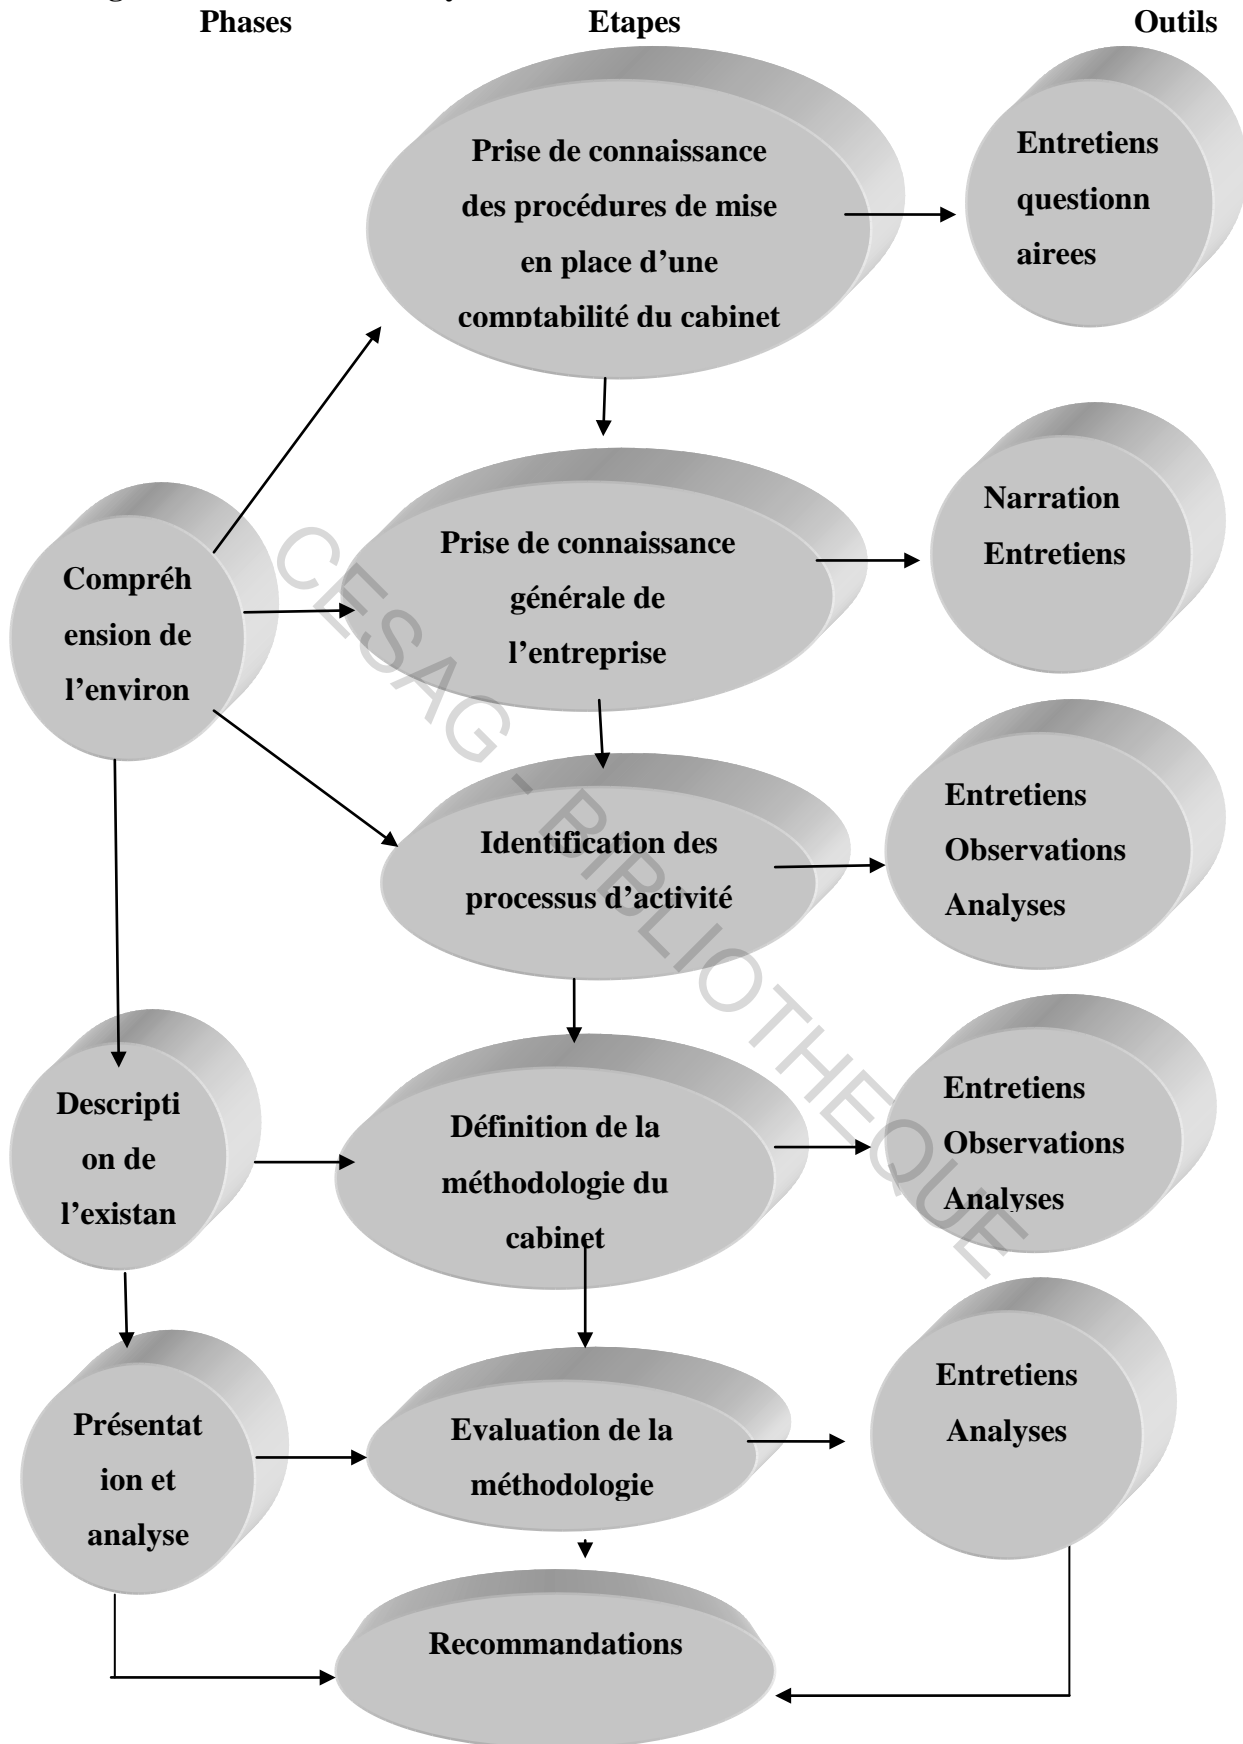 Phases Etapes Outils
Prise de connaissance
des procédures de mise
en place d'une
comptabilité du cabinet
Entretiens
questionn
airees
Compréh
ension de
l'environ
Prise de connaissance
générale de
l'entreprise
Narration
Entretiens
Identification des
processus d'activité
Entretiens
Observations
Analyses
Descripti
on de
l'existan
Définition de la
méthodologie du
cabinet
Entretiens
Observations
Analyses
Présentat
ion et
analyse
Evaluation de la
méthodologie
Entretiens
Analyses
Recommandations
CESAG - BIBLIOTHEQUE